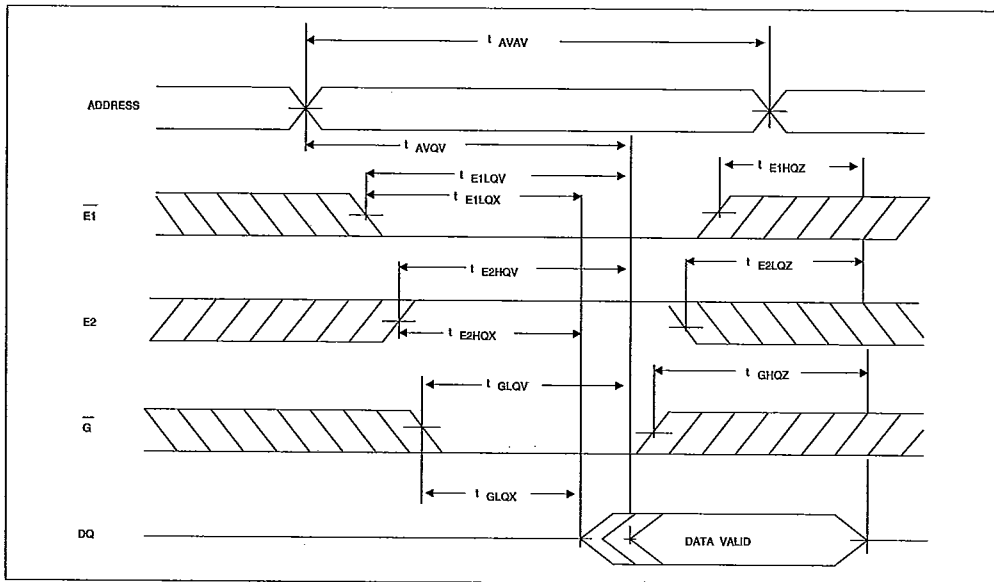 t AVAV
ADDRESS
t AVQV
t E1LQV
t E1HQZ
t E1LQX
E1
t E2HQV
t E2LQZ
E2
t E2HQX
t GLQV
t GHQZ
G
t GLQX
DQ
DATA VALID